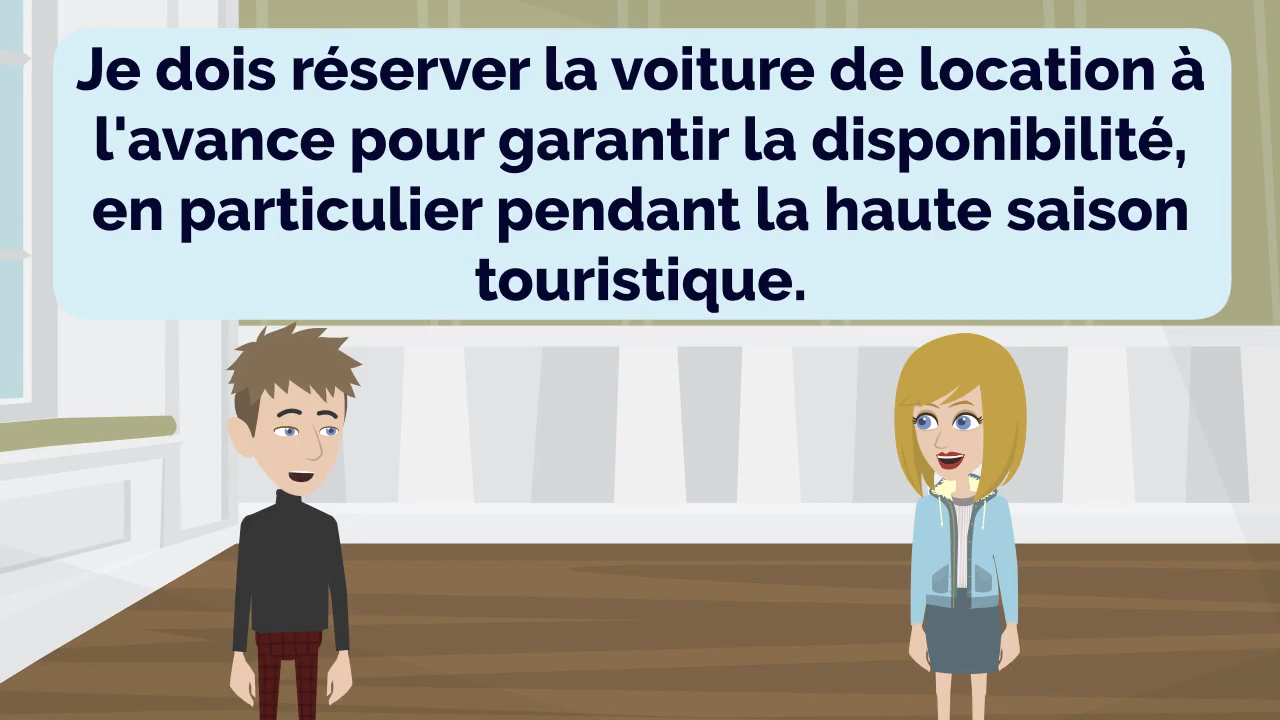 Je dois réserver la voiture de location à
l'avance pour garantir la disponibilité,
en particulier pendant la haute saison
touristique.